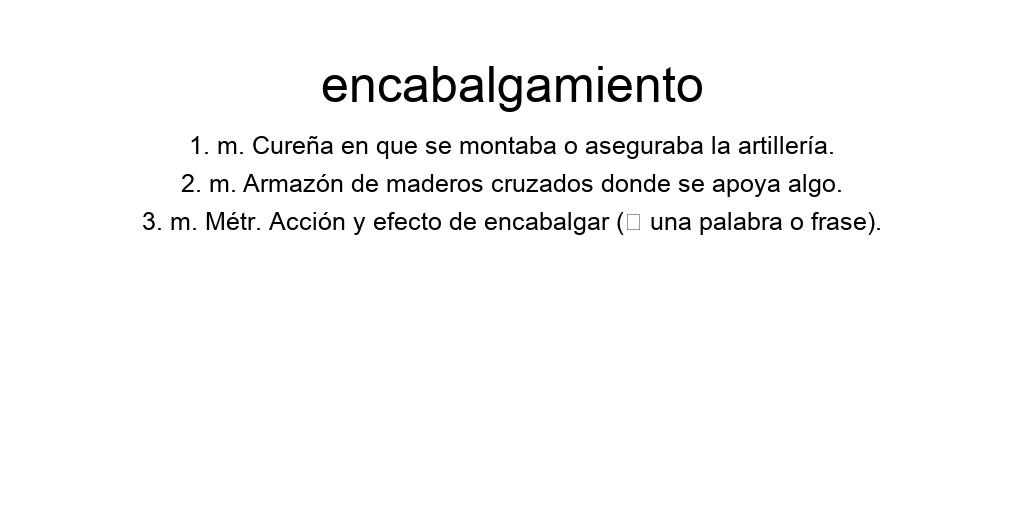 encabalgamiento
1. m. Cureña en que se montaba o aseguraba la artillería.
2. m. Armazón de maderos cruzados donde se apoya algo.
3. m. Métr. Acción y efecto de encabalgar (□ una palabra o frase).